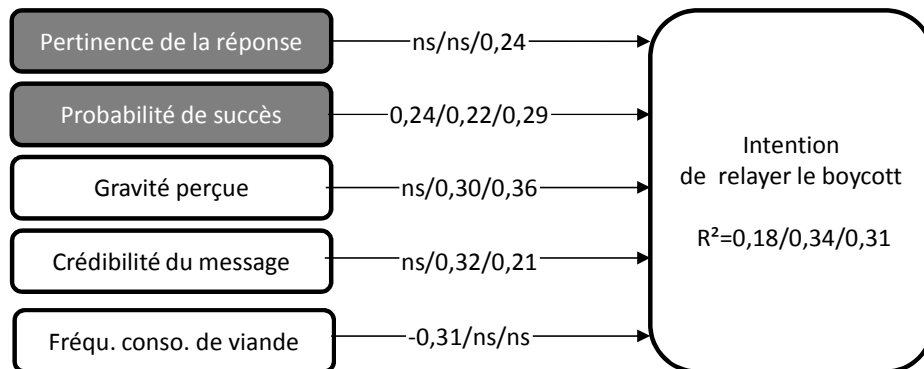 Pertinence de la réponse
ns/ns/0,24
Probabilité de succès
0,24/0,22/0,29
Gravité perçue
ns/0,30/0,36
Crédibilité du message
ns/0,32/0,21
Fréqu. conso. de viande
-0,31/ns/ns
Intention
de relayer le boycott
R²=0,18/0,34/0,31